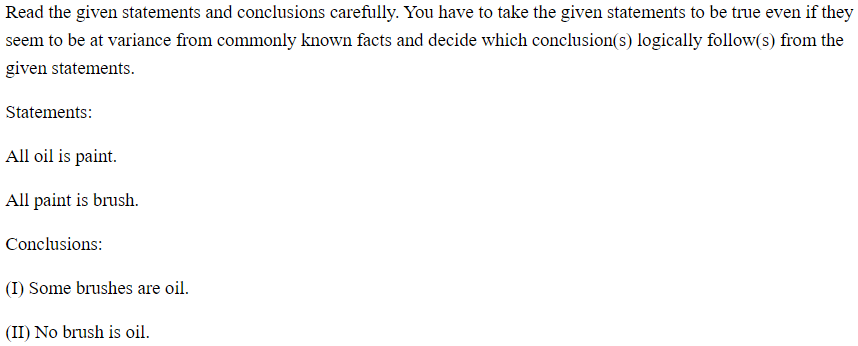 Read the given statements and conclusions carefully. You have to take the given statements to be true even if they
seem to be at variance from commonly known facts and decide which conclusion(s) logically follow(s) from the
given statements.
Statements:
All oil is paint.
All paint is brush.
Conclusions:
(I) Some brushes are oil.
(II) No brush is oil.